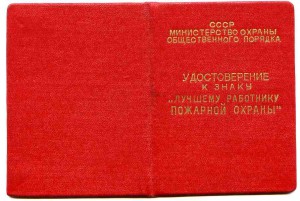 СССР
МИНИСТЕРСТВО ОХРАНЫ
ОБЩЕСТВЕННОГО ПОРЯДКА
УДОСТОВЕРЕНИЕ
К ЗНАКУ
„ЛУЧШЕМУ РАБОТНИКУ
ПОЖАРНОЙ ОХРАНЫ"